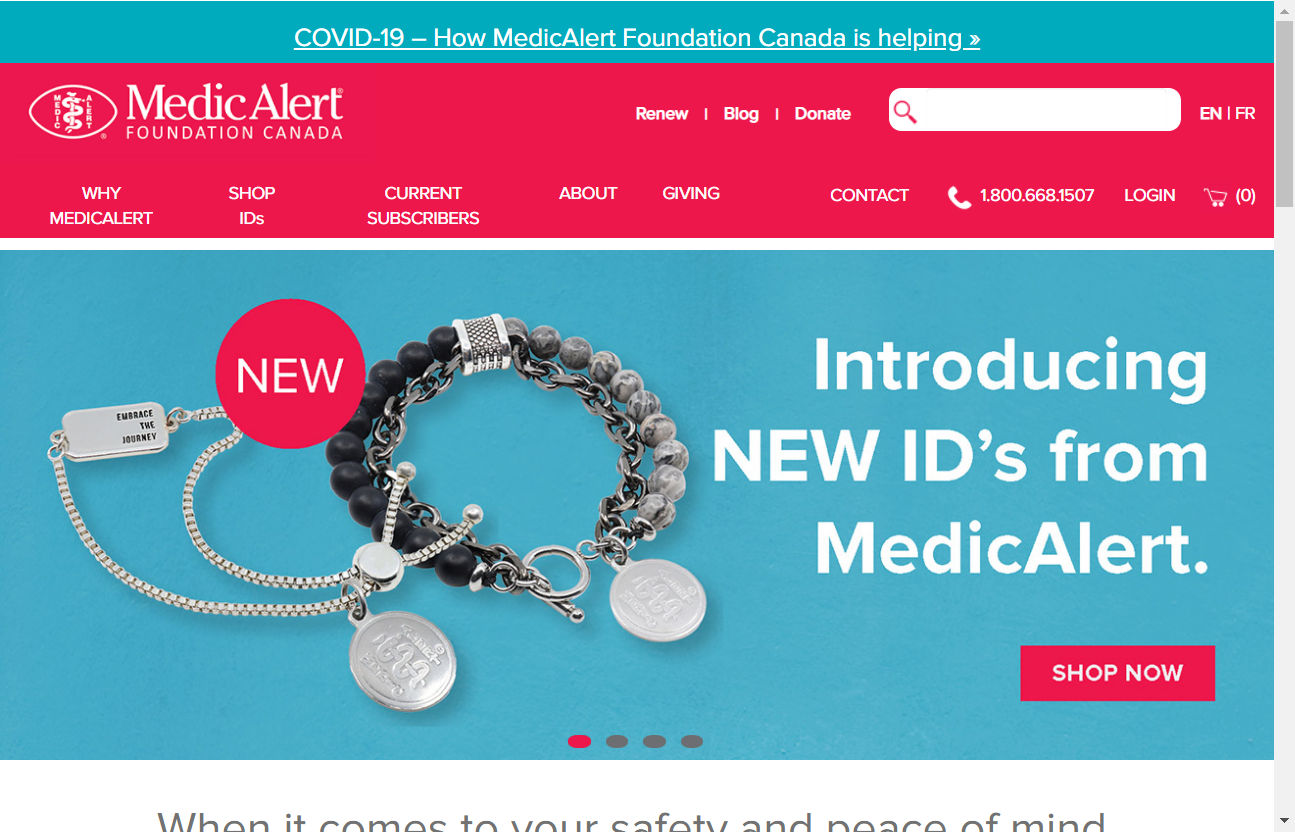 COVID-19 – How MedicAlert Foundation Canada is helping »
MEDIC ALERT
MedicAlert®
FOUNDATION CANADA
Renew | Blog | Donate
EN | FR
WHY
MEDICALERT
SHOP
IDs
CURRENT
SUBSCRIBERS
ABOUT
GIVING
CONTACT
1.800.668.1507
LOGIN
(0)
NEW
EMBRACE
THE
JOURNEY
Introducing
NEW ID’s from
MedicAlert.
SHOP NOW
When it comes to your safety and peace of mind